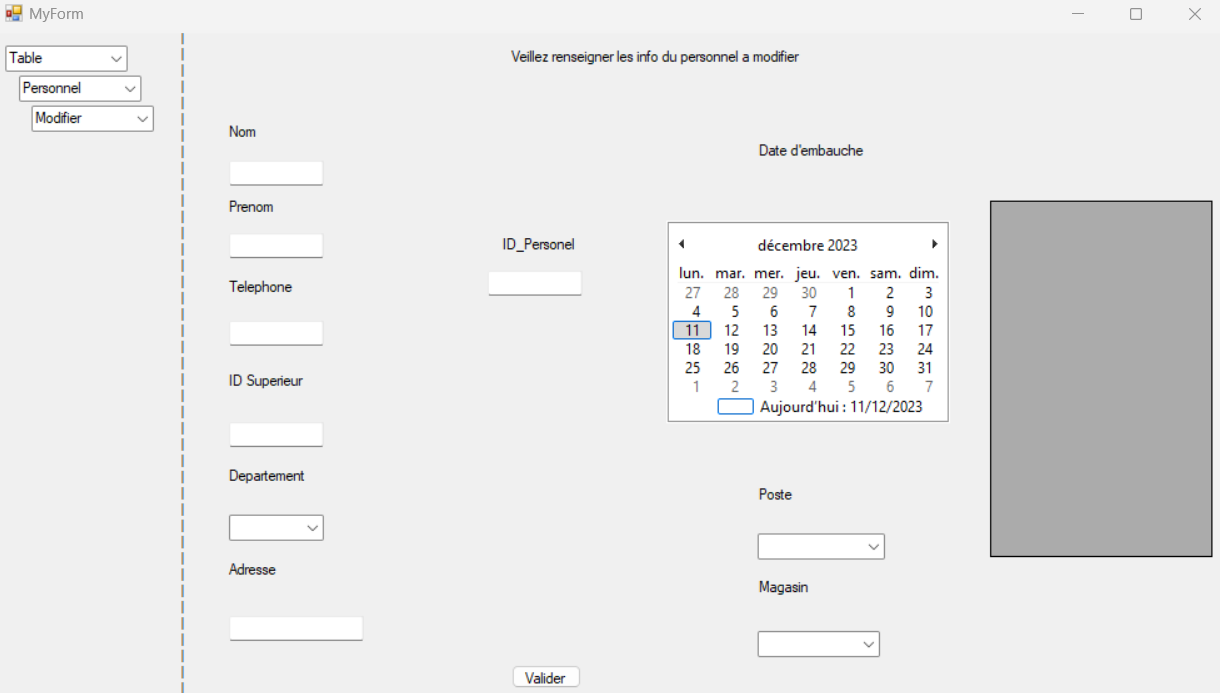 MyForm
Table
Personnel
Modifier
Veillez renseigner les info du personnel a modifier
Nom
Prenom
Telephone
ID Superieur
Departement
Adresse
ID_Personel
Valider
Date d'embauche
décembre 2023
lun. mar. mer. jeu. ven. sam. dim.
27 28 29 30 1 2 3
4 5 6 7 8 9 10
11 12 13 14 15 16 17
18 19 20 21 22 23 24
25 26 27 28 29 30 31
1 2 3 4 5 6 7
Aujourd'hui : 11/12/2023
Poste
Magasin